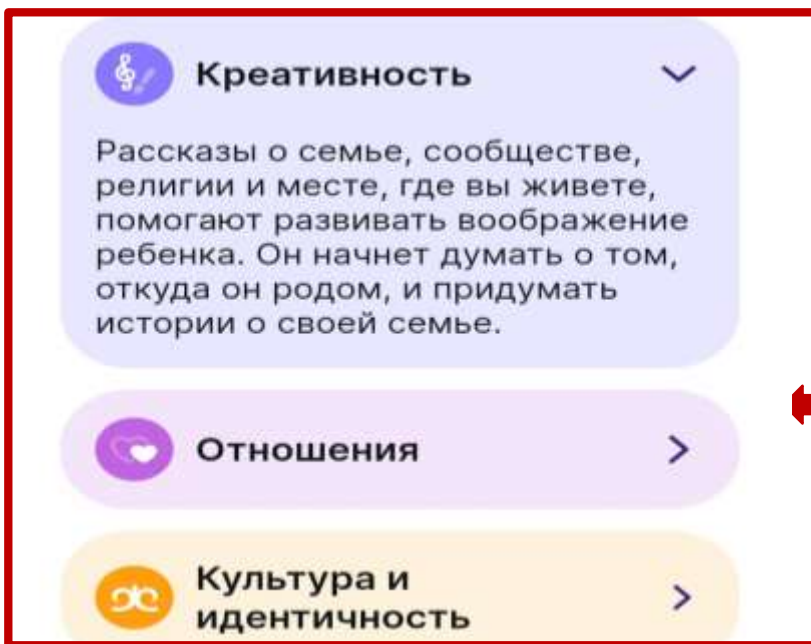 Креативность
Рассказы о семье, сообществе,
религии и месте, где вы живете,
помогают развивать воображение
ребенка. Он начнет думать о том,
откуда он родом, и придумать
истории о своей семье.
Отношения
Культура и
идентичность